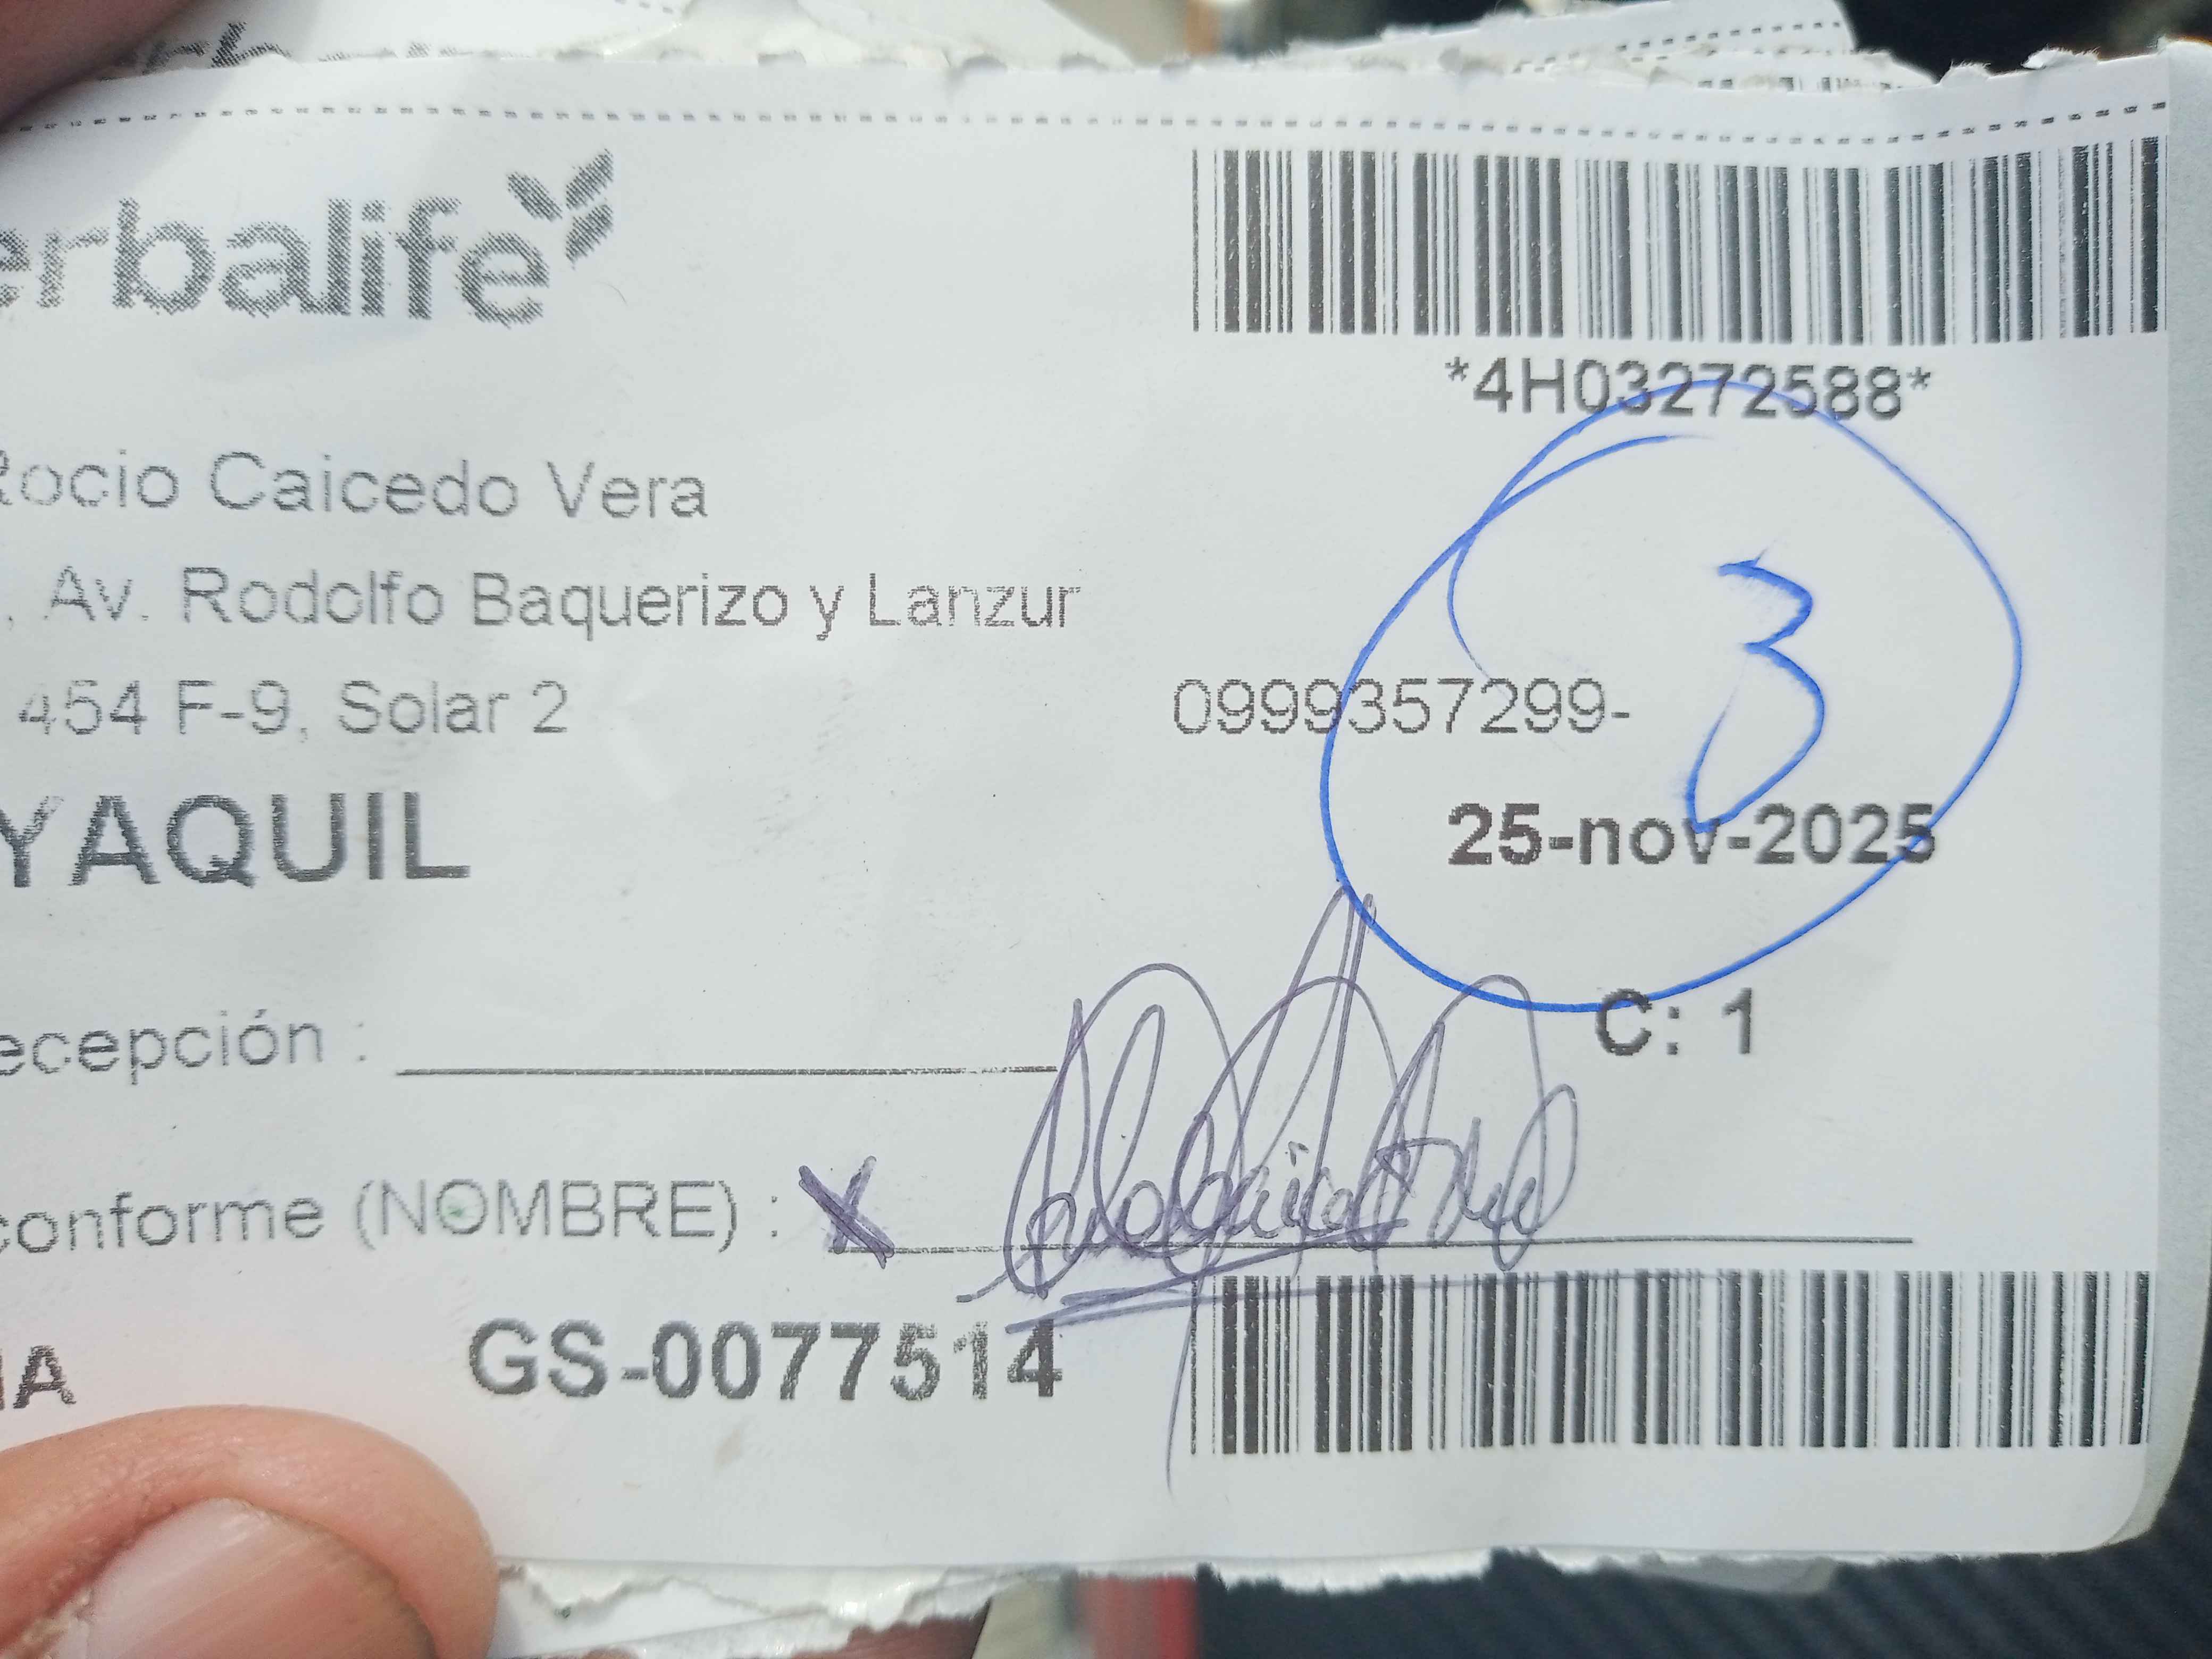 erbalife
*4H03272588*
Rocio Caicedo Vera
, Av. Rodolfo Baquerizo y Lanzur
454 F-9, Solar 2
0999357299-
3
YAQUIL
25-nov-2025
C: 1
ecepción :
conforme (NOMBRE) : X
IA
GS-0077514